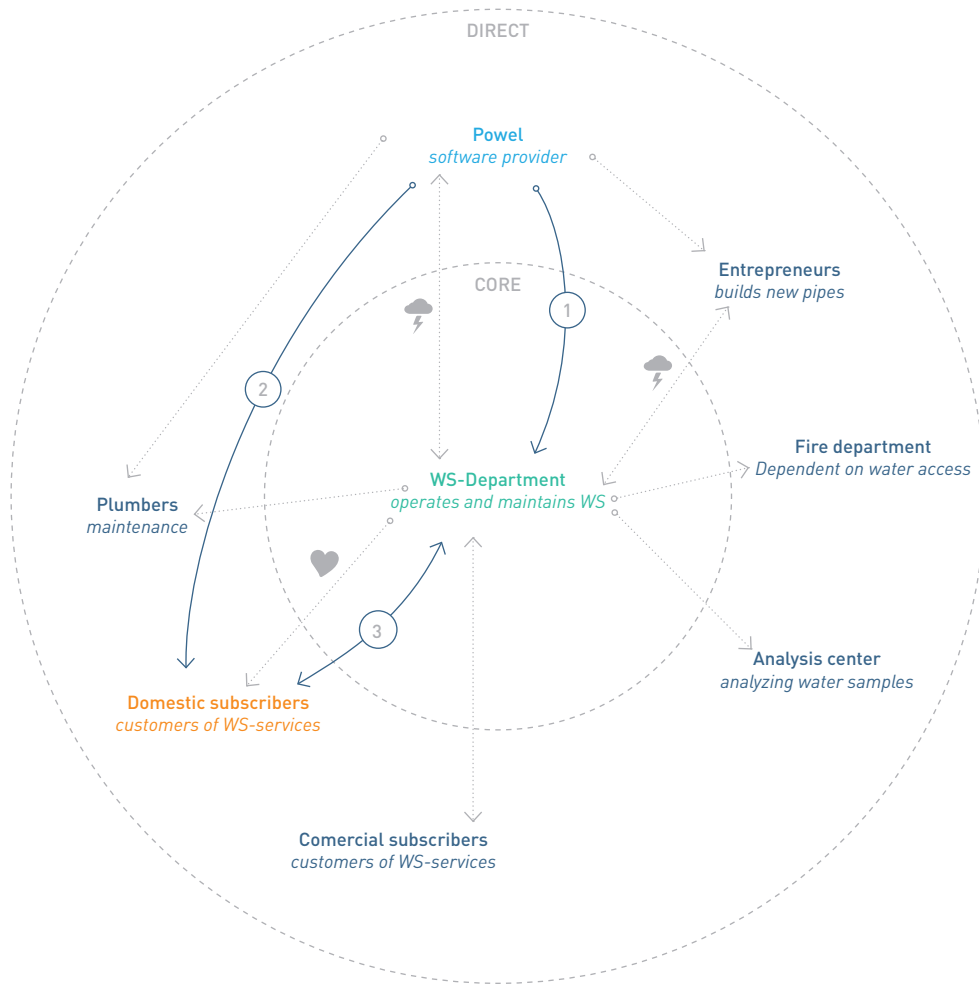 DIRECT
Powel
software provider
CORE
Entrepreneurs
builds new pipes
1
2
Fire department
Dependent on water access
WS-Department
operates and maintains WS
Plumbers
maintenance
3
Analysis center
analyzing water samples
Domestic subscribers
customers of WS-services
Comercial subscribers
customers of WS-services